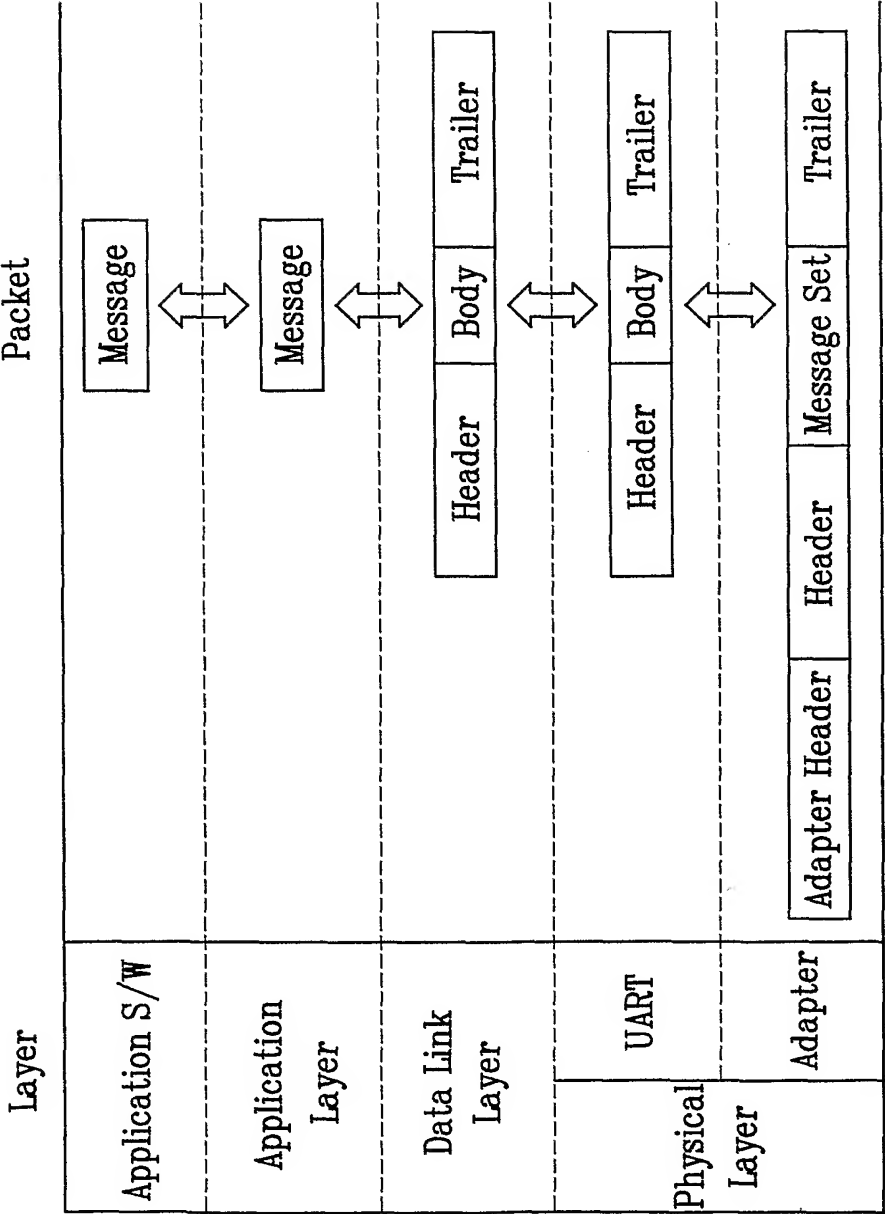 Layer
Packet
Application S/W
Message
Application
Layer
Message
Data Link
Layer
Header
Body
Trailer
Physical
Layer
UART
Header
Body
Trailer
Adapter
Adapter Header
Header
Message Set
Trailer